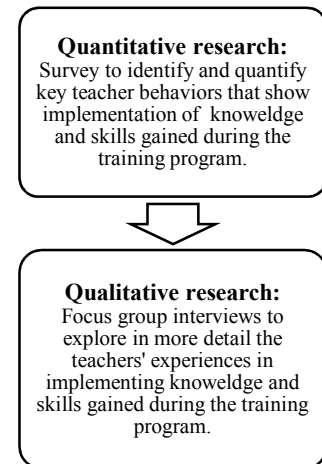 Quantitative research:
Survey to identify and quantify
key teacher behaviors that show
implementation of knoweldge
and skills gained during the
training program.
Qualitative research:
Focus group interviews to
explore in more detail the
teachers' experiences in
implementing knoweldge and
skills gained during the training
program.